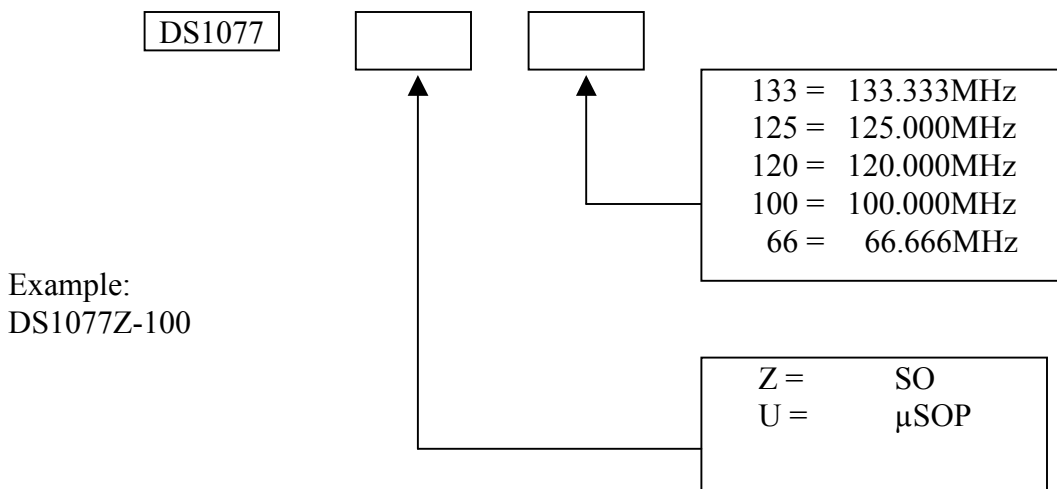 DS1077
133 = 133.333MHz
125 = 125.000MHz
120 = 120.000MHz
100 = 100.000MHz
66 = 66.666MHz
Example:
DS1077Z-100
Z = SO
U = µSOP